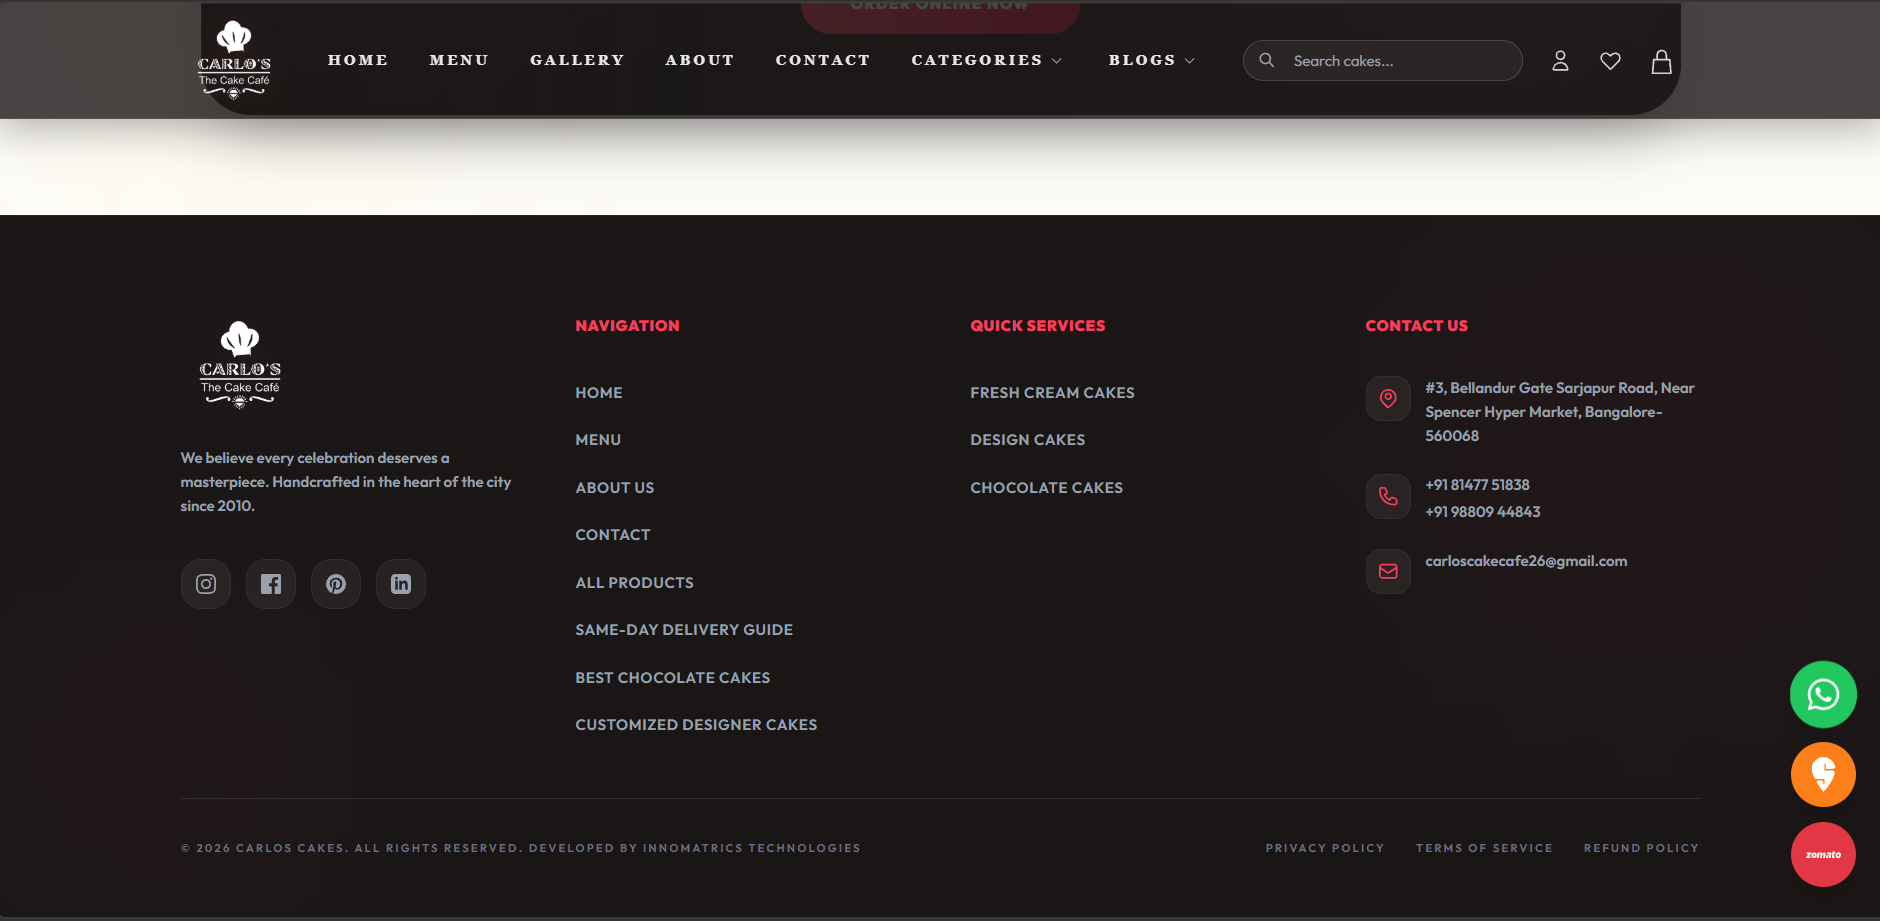 ORDER ONLINE NOW
CARLO'S
The Cake Café
HOME
MENU
GALLERY
ABOUT
CONTACT
CATEGORIES
BLOGS
Search cakes...
CARLO'S
The Cake Café
We believe every celebration deserves a
masterpiece. Handcrafted in the heart of the city
since 2010.
NAVIGATION
HOME
MENU
ABOUT US
CONTACT
ALL PRODUCTS
SAME-DAY DELIVERY GUIDE
BEST CHOCOLATE CAKES
CUSTOMIZED DESIGNER CAKES
QUICK SERVICES
FRESH CREAM CAKES
DESIGN CAKES
CHOCOLATE CAKES
CONTACT US
#3, Bellandur Gate Sarjapur Road, Near
Spencer Hyper Market, Bangalore-
560068
+91 81477 51838
+91 98809 44843
carloscakecafe26@gmail.com
zomato
© 2026 CARLOS CAKES. ALL RIGHTS RESERVED. DEVELOPED BY INNOMATRICS TECHNOLOGIES
PRIVACY POLICY
TERMS OF SERVICE
REFUND POLICY